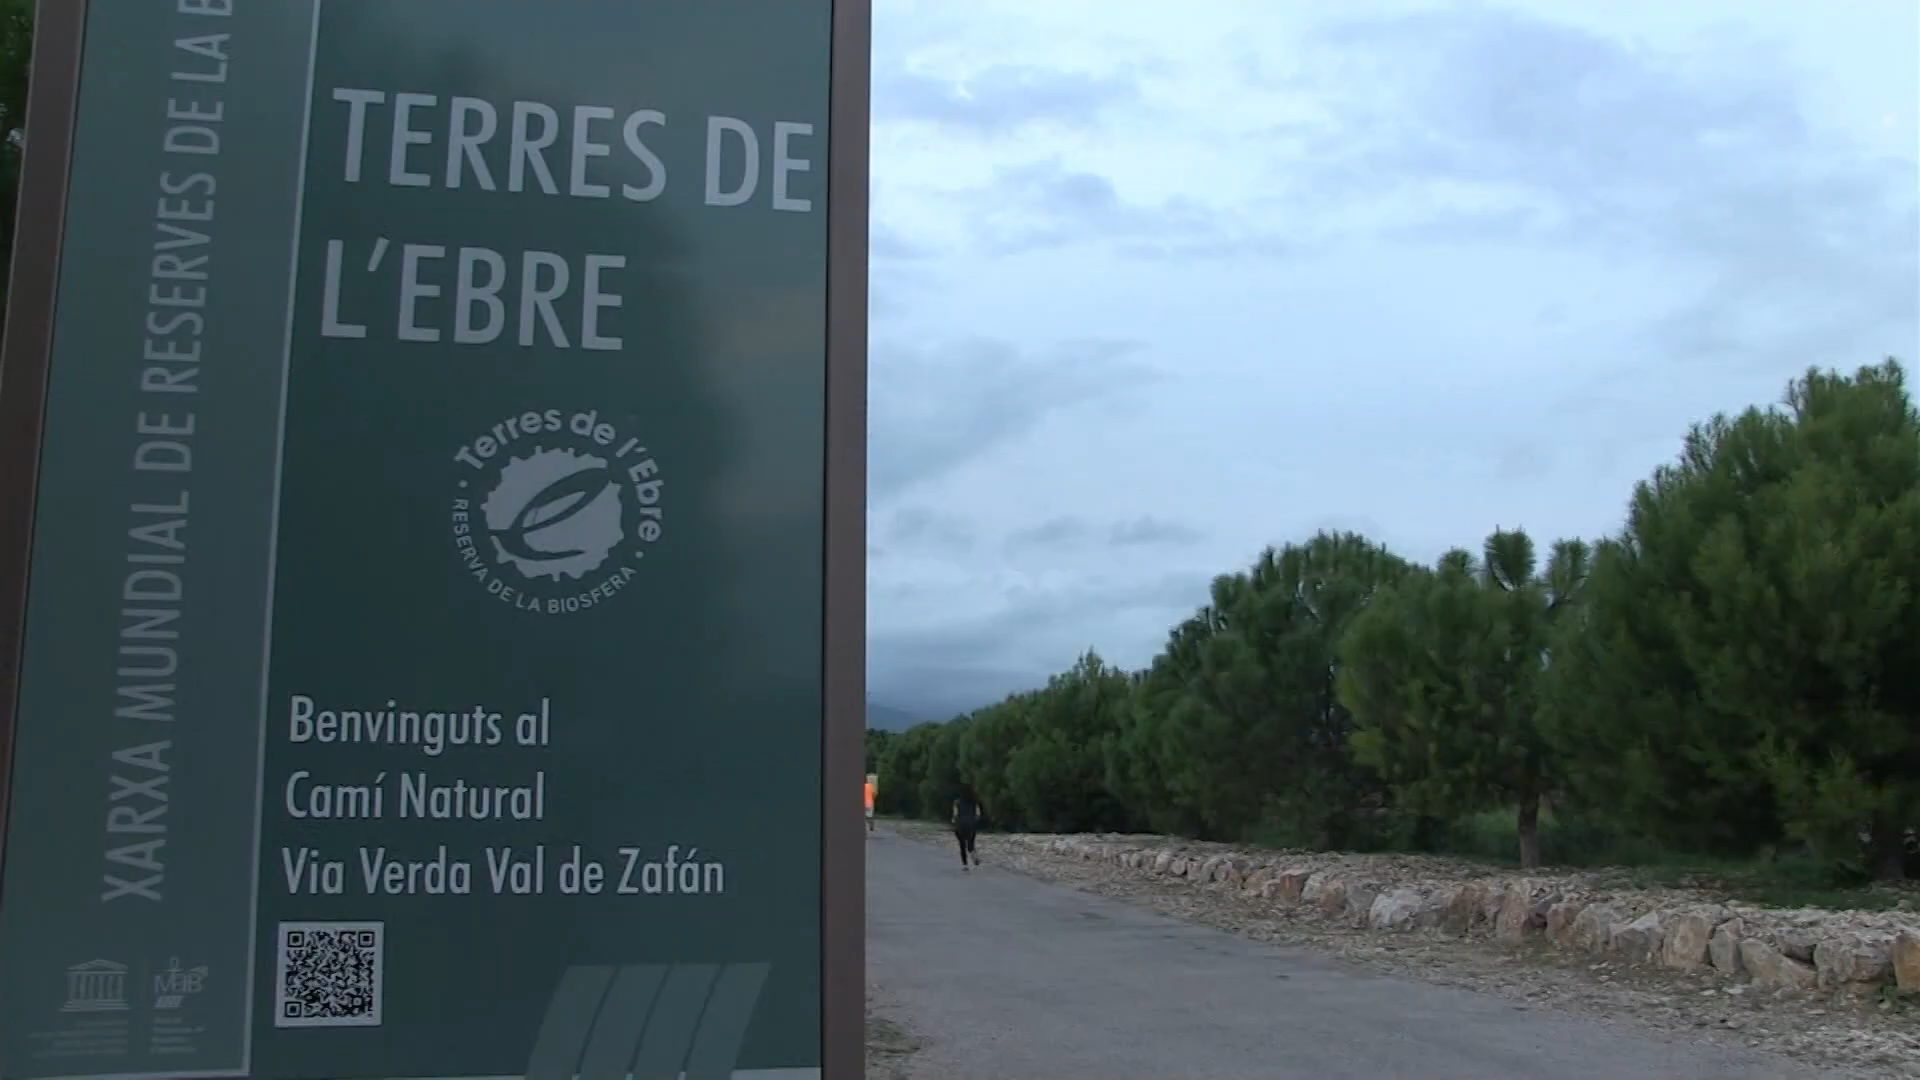 XARXA MUNDIAL DE RESERVES DE LA
TERRES DE
L'EBRE
Terres de l'Ebre
RESERVA DE LA BIOSFERA
Benvinguts al
Camí Natural
Via Verda Val de Zafán
MAB